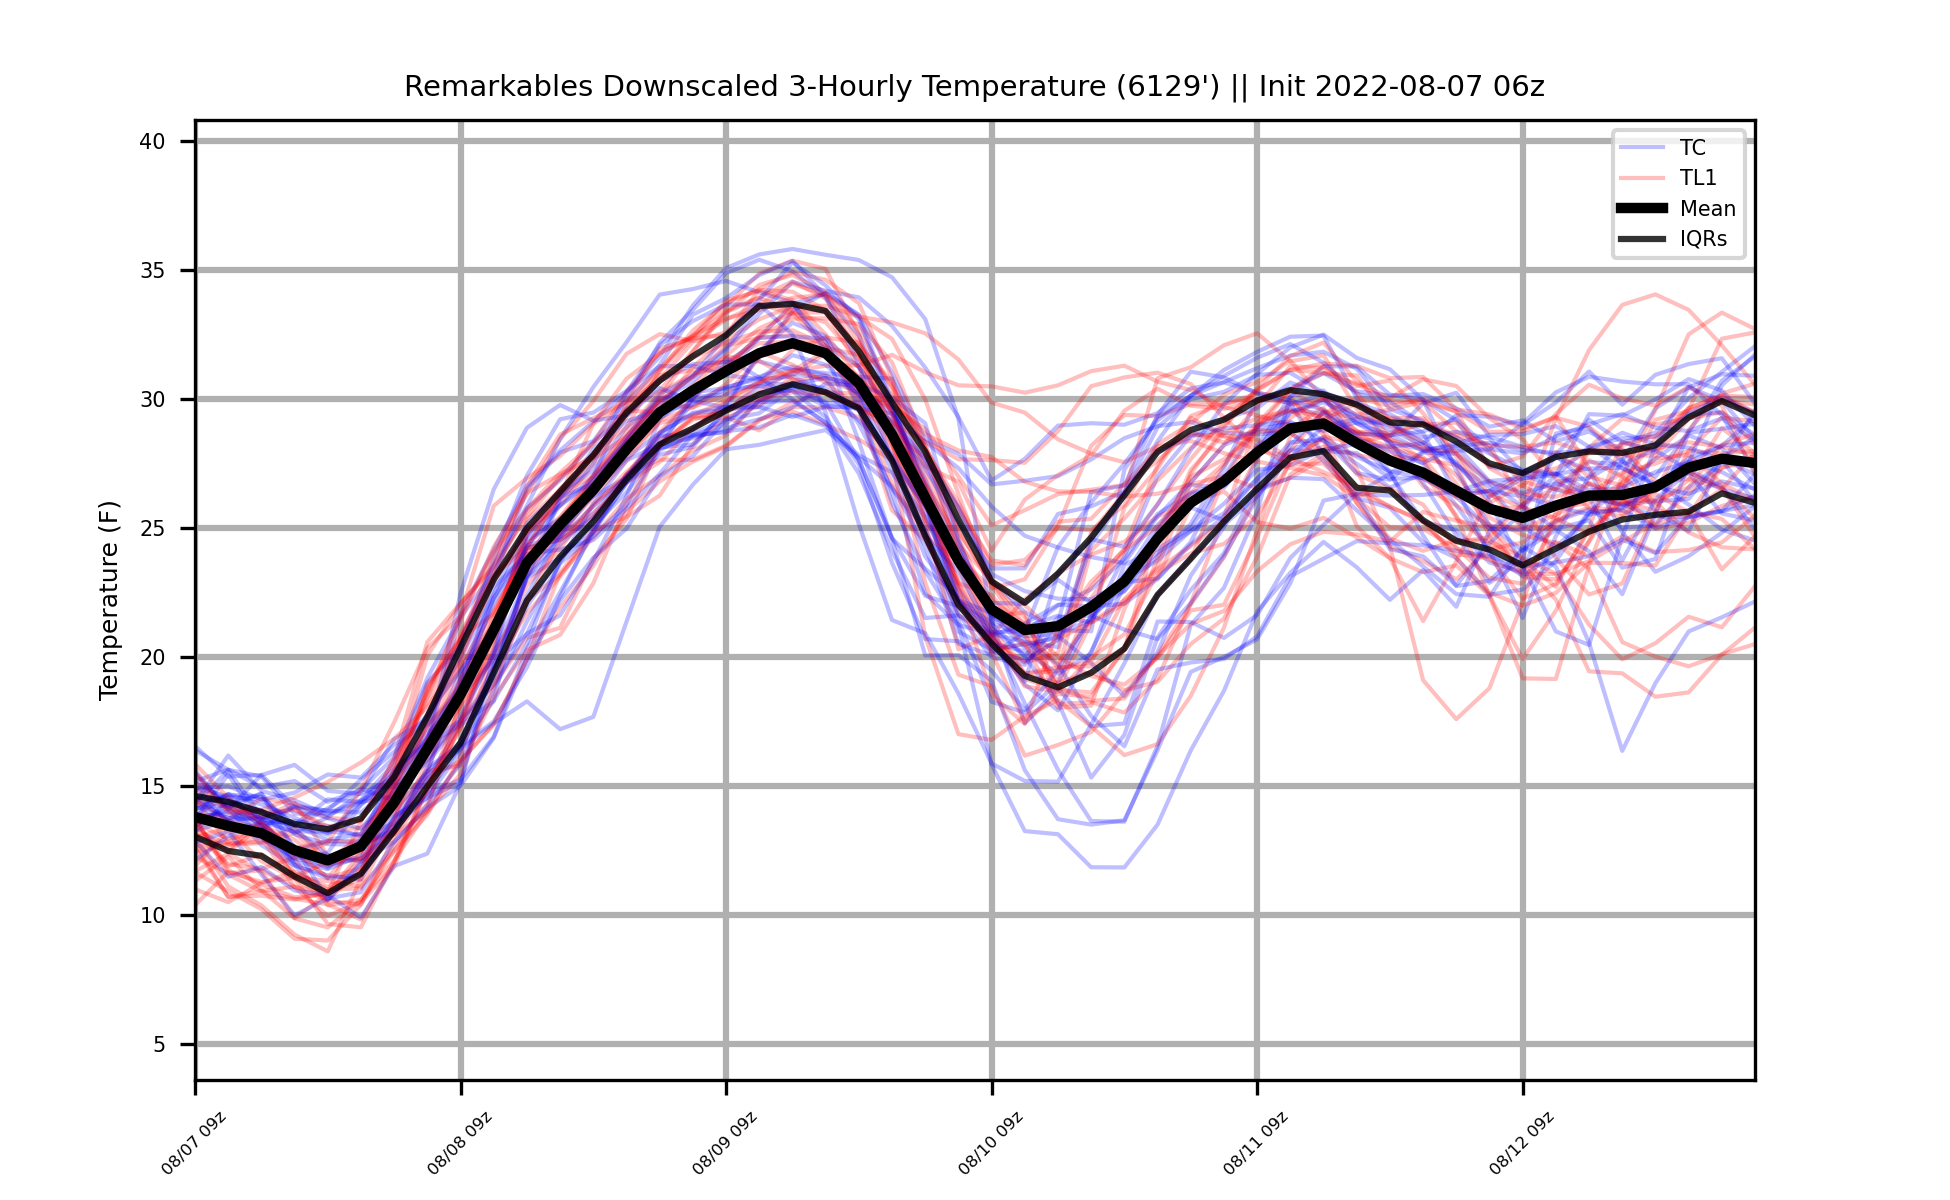 Remarkables Downscaled 3-Hourly Temperature (6129') || Init 2022-08-07 06z
TC
TL1
Mean
IQRs
Temperature (F)
40
35
30
25
20
15
10
5
08/07 09z
08/08 09z
08/09 09z
08/10 09z
08/11 09z
08/12 09z